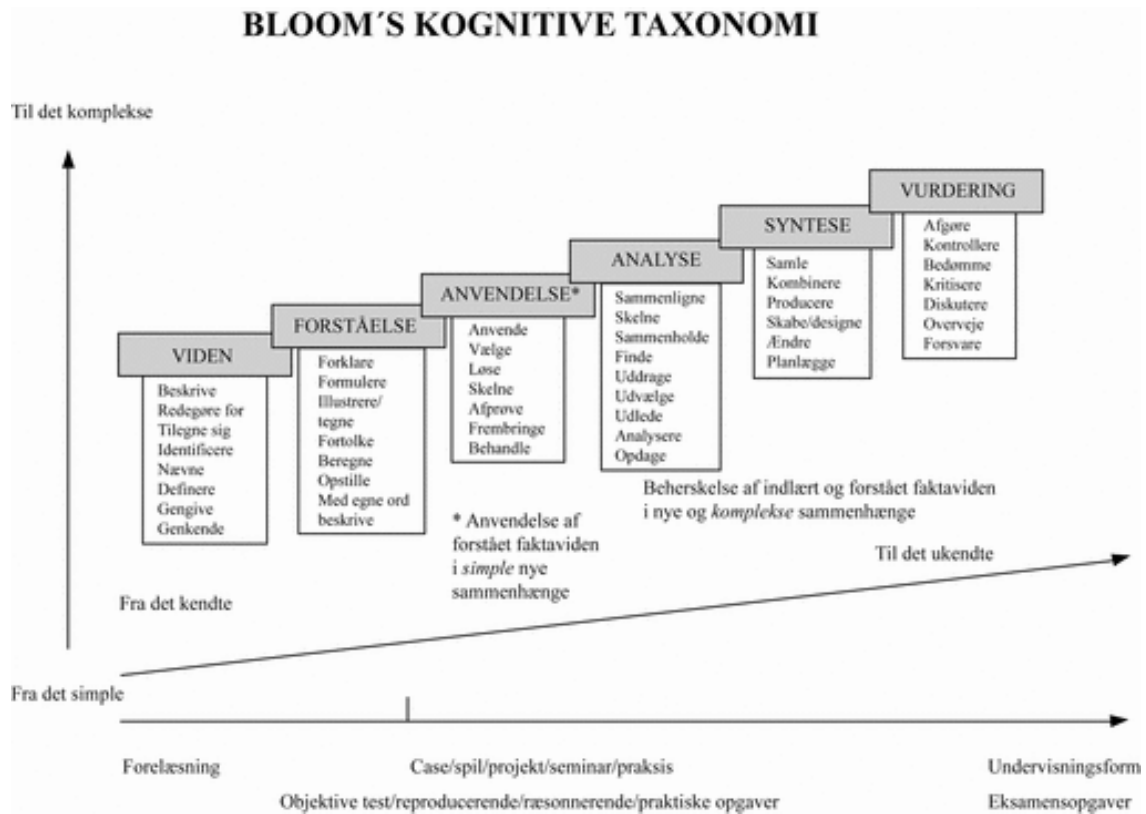 BLOOM´S KOGNITIVE TAXONOMI
Til det komplekse
VIDEN
Beskrive
Redegøre for
Tilegne sig
Identificere
Nævne
Definere
Gengive
Genkende
FORSTÅELSE
Forklare
Formulere
Illustrere/
tegne
Fortolke
Beregne
Opstille
Med egne ord
beskrive
ANVENDELSE*
Anvende
Vælge
Løse
Skelne
Afprøve
Frembringe
Behandle
ANALYSE
Sammenligne
Skelne
Sammenholde
Finde
Uddrage
Udvælge
Udlede
Analysere
Opdage
SYNTESE
Samle
Kombinere
Producere
Skabe/designe
Ændre
Planlægge
VURDERING
Afgøre
Kontrollere
Bedømme
Kritisere
Diskutere
Overveje
Forsvare
* Anvendelse af
forstået faktaviden
i simple nye
sammenhænge
Beherskelse af indlært og forstået faktaviden
i nye og komplekse sammenhænge
Til det ukendte
Fra det kendte
Fra det simple
Forelæsning
Case/spil/projekt/seminar/praksis
Undervisningsform
Objektive test/reproducerende/ræsonnerende/praktiske opgaver
Eksamensopgaver